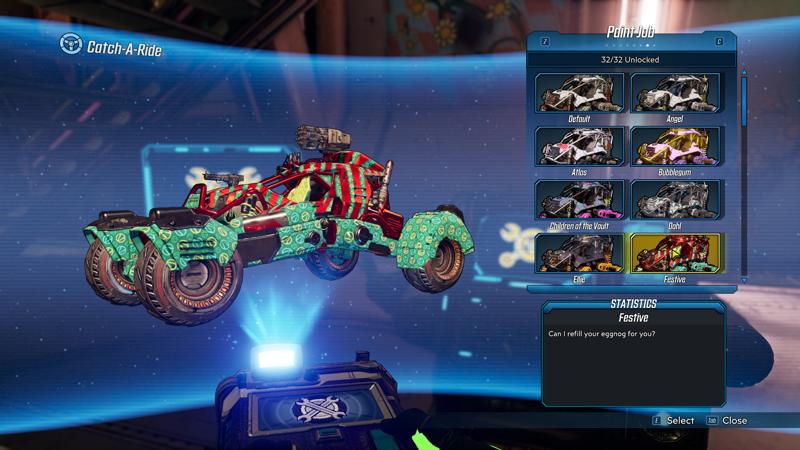 Catch-A-Ride
Paint Job
32/32 Unlocked
Default
Angel
Atlas
Bubblegum
Children of the Vault
Dahl
Ellie
Festive
STATISTICS
Festive
Can I refill your eggnog for you?
E Select
Tab Close